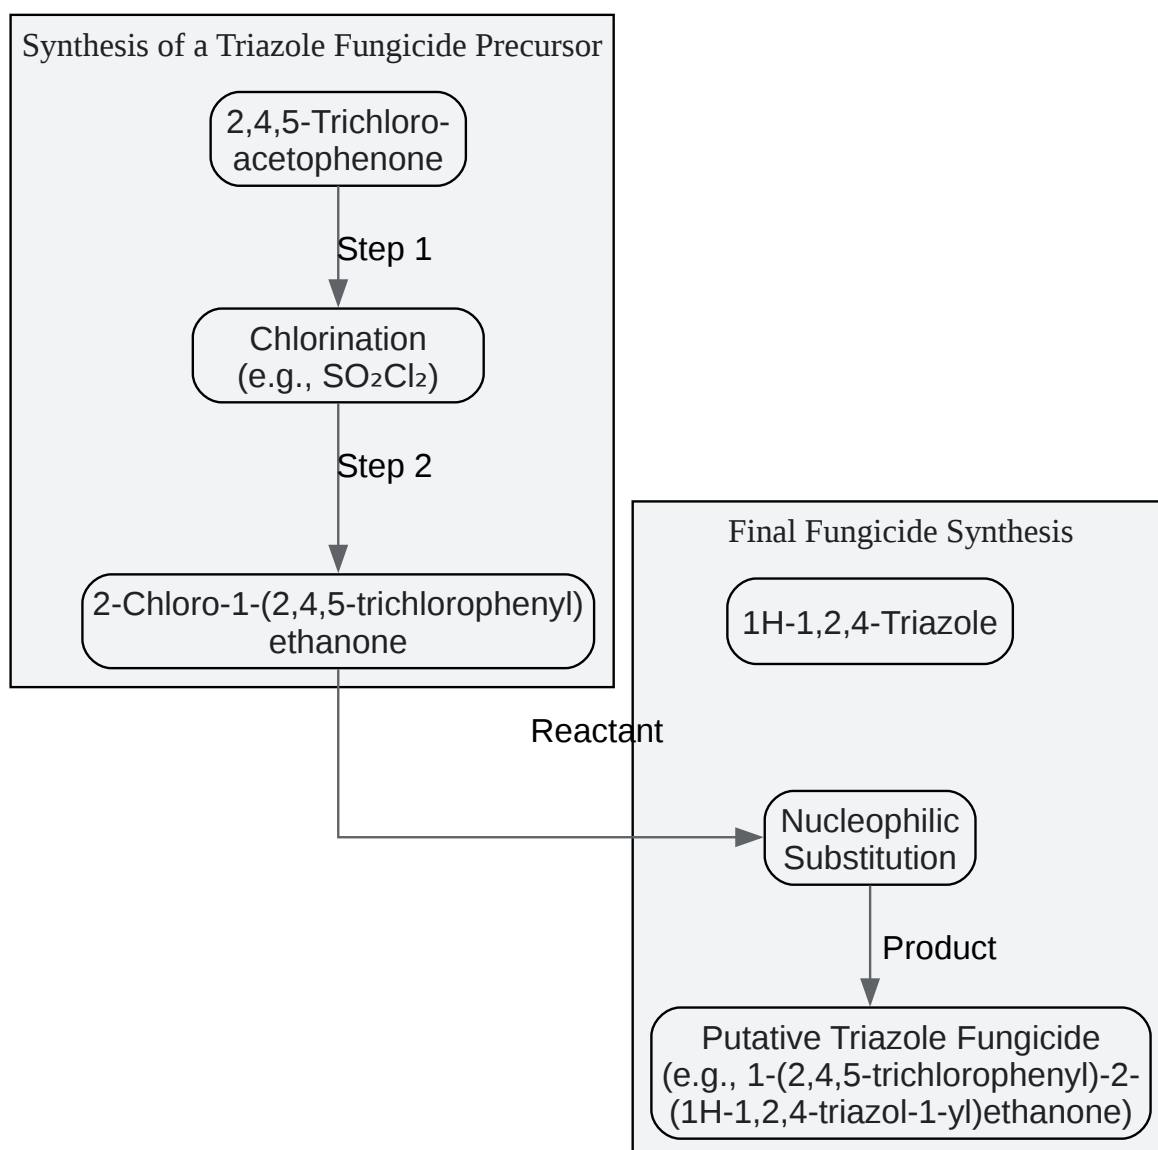 Synthesis of a Triazole Fungicide Precursor
2,4,5-Trichloro-
acetophenone
Step 1
Chlorination
(e.g., SO₂Cl₂)
Step 2
2-Chloro-1-(2,4,5-trichlorophenyl)
ethanone
Final Fungicide Synthesis
1H-1,2,4-Triazole
Reactant
Nucleophilic
Substitution
Product
Putative Triazole Fungicide
(e.g., 1-(2,4,5-trichlorophenyl)-2-
(1H-1,2,4-triazol-1-yl)ethanone)